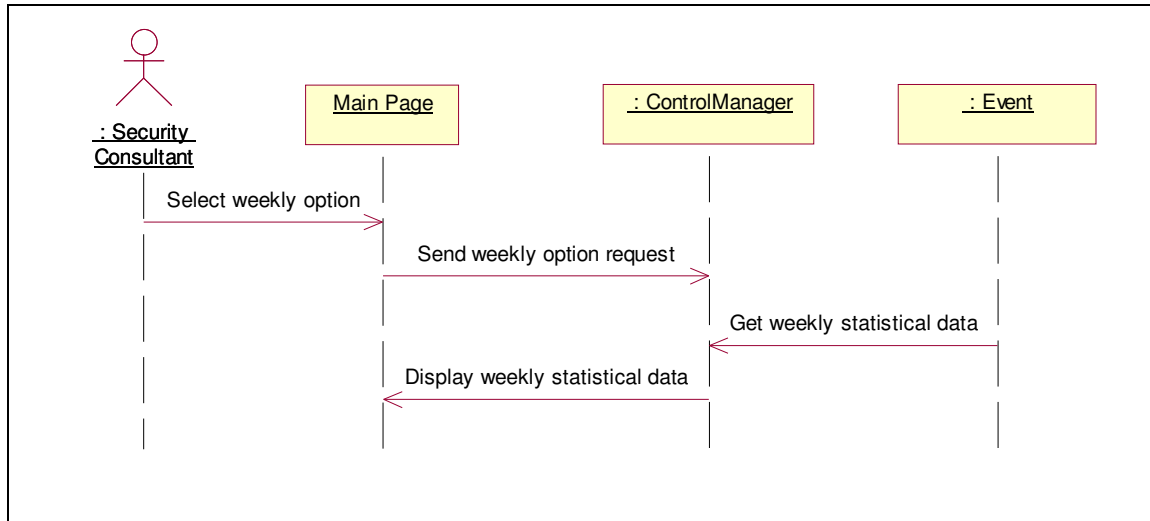 Main Page
: ControlManager
: Event
: Security
Consultant
Select weekly option
Send weekly option request
Get weekly statistical data
Display weekly statistical data